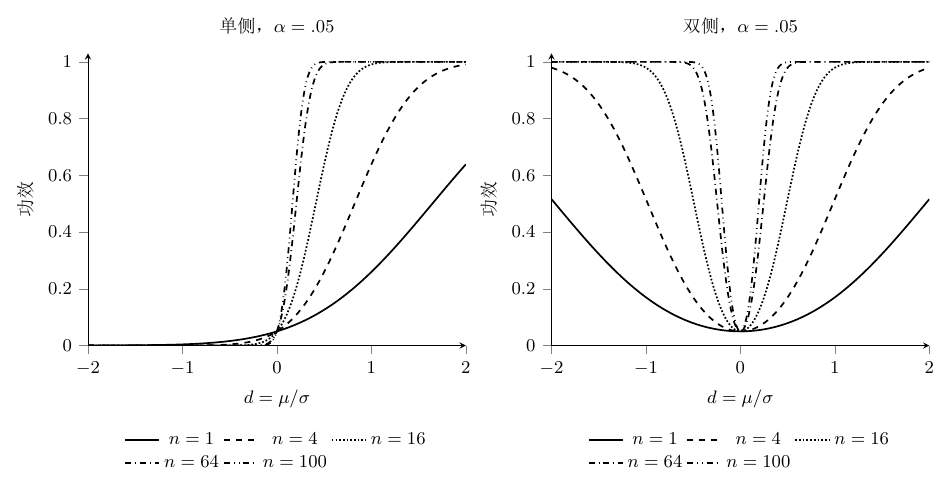 单侧，α = .05
1
0.8
0.6
0.4
0.2
0
功效
−2 −1 0 1 2
d = μ/σ
n = 1 n = 4 n = 16
n = 64 n = 100
双侧，α = .05
1
0.8
0.6
0.4
0.2
0
功效
−2 −1 0 1 2
d = μ/σ
n = 1 n = 4 n = 16
n = 64 n = 100